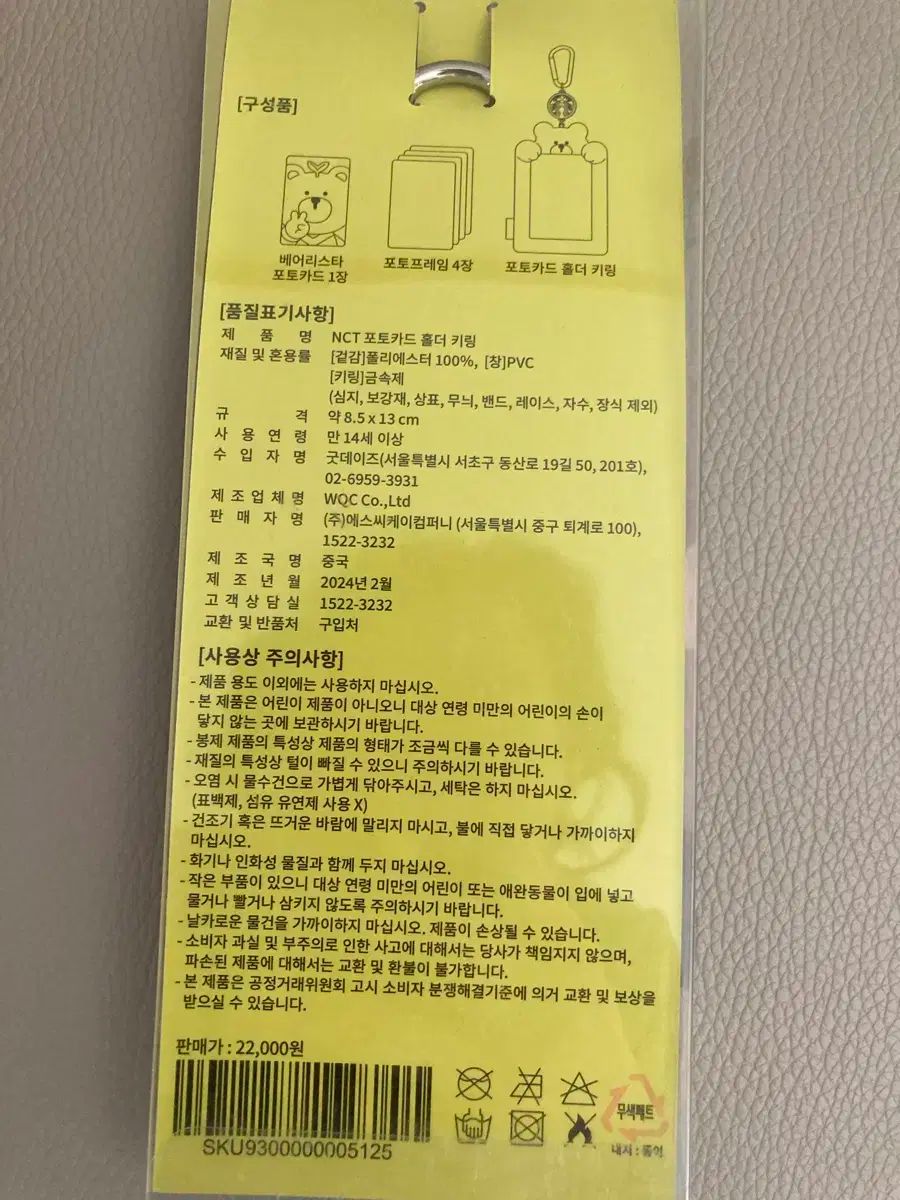 [구성품]
베어리스타
포토카드 1장
포토프레임 4장
포토카드 홀더 키링
[품질표기사항]
제 품 명 NCT 포토카드 홀더 키링
재질 및 혼용률 [겉감]폴리에스터 100%, [창]PVC
[키링]금속제
(심지, 보강재, 상표, 무늬, 밴드, 레이스, 자수, 장식 제외)
규 격 약 8.5 x 13 cm
사 용 연 령 만 14세 이상
수 입 자 명 굿데이즈(서울특별시 서초구 동산로 19길 50, 201호),
02-6959-3931
제 조 업 체 명 WQC Co.,Ltd
판 매 자 명 (주)에스씨케이컴퍼니 (서울특별시 중구 퇴계로 100),
1522-3232
제 조 국 명 중국
제 조 년 월 2024년 2월
고 객 상 담 실 1522-3232
교환 및 반품처 구입처
[사용상 주의사항]
- 제품 용도 이외에는 사용하지 마십시오.
- 본 제품은 어린이 제품이 아니오니 대상 연령 미만의 어린이의 손이
닿지 않는 곳에 보관하시기 바랍니다.
- 봉제 제품의 특성상 제품의 형태가 조금씩 다를 수 있습니다.
- 재질의 특성상 털이 빠질 수 있으니 주의하시기 바랍니다.
- 오염 시 물수건으로 가볍게 닦아주시고, 세탁은 하지 마십시오.
(표백제, 섬유 유연제 사용 X)
- 건조기 혹은 뜨거운 바람에 말리지 마시고, 불에 직접 닿거나 가까이하지
마십시오.
- 화기나 인화성 물질과 함께 두지 마십시오.
- 작은 부품이 있으니 대상 연령 미만의 어린이 또는 애완동물이 입에 넣고
물거나 빨거나 삼키지 않도록 주의하시기 바랍니다.
- 날카로운 물건을 가까이하지 마십시오. 제품이 손상될 수 있습니다.
- 소비자 과실 및 부주의로 인한 사고에 대해서는 당사가 책임지지 않으며,
파손된 제품에 대해서는 교환 및 환불이 불가합니다.
- 본 제품은 공정거래위원회 고시 소비자 분쟁해결기준에 의거 교환 및 보상을
받으실 수 있습니다.
판매가 : 22,000원
SKU9300000005125
무색페트
내지 : 종이